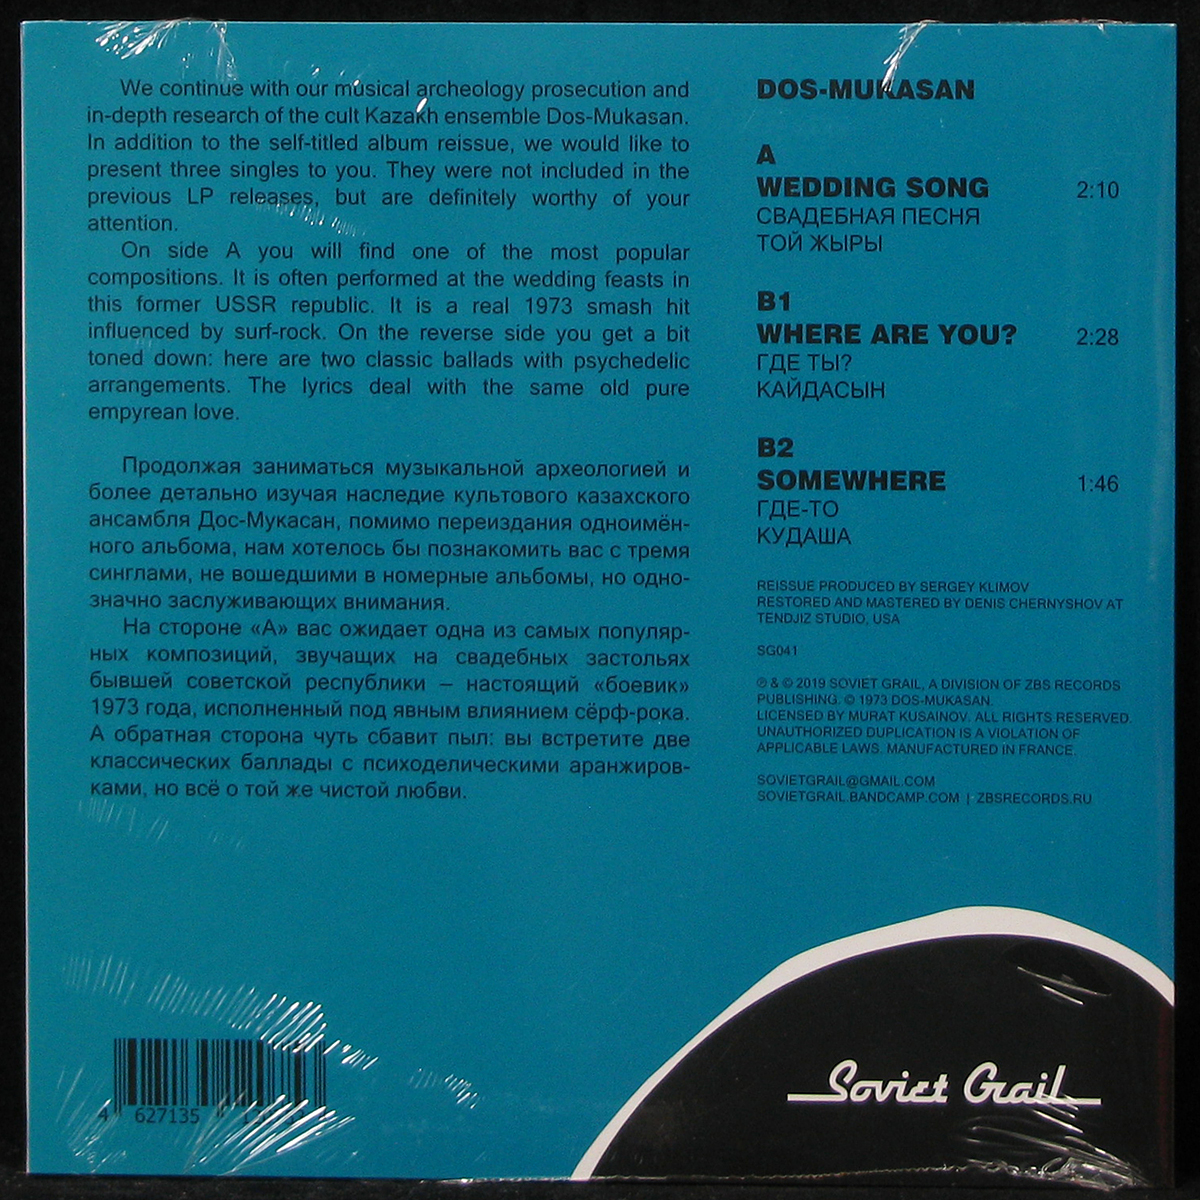 We continue with our musical archeology prosecution and
in-depth research of the cult Kazakh ensemble Dos-Mukasan.
In addition to the self-titled album reissue, we would like to
present three singles to you. They were not included in the
previous LP releases, but are definitely worthy of your
attention.
On side A you will find one of the most popular
compositions. It is often performed at the wedding feasts in
this former USSR republic. It is a real 1973 smash hit
influenced by surf-rock. On the reverse side you get a bit
toned down: here are two classic ballads with psychedelic
arrangements. The lyrics deal with the same old pure
empyrean love.
Продолжая заниматься музыкальной археологией и
более детально изучая наследие культового казахского
ансамбля Дос-Мукасан, помимо переиздания одноимён-
ного альбома, нам хотелось бы познакомить вас с тремя
синглами, не вошедшими в номерные альбомы, но одно-
значно заслуживающих внимания.
На стороне «А» вас ожидает одна из самых популяр-
ных композиций, звучащих на свадебных застольях
бывшей советской республики – настоящий «боевик»
1973 года, исполненный под явным влиянием сёрф-рока.
А обратная сторона чуть сбавит пыл: вы встретите две
классических баллады с психоделическими аранжиров-
ками, но всё о той же чистой любви.
DOS-MUKASAN
A
WEDDING SONG 2:10
СВАДЕБНАЯ ПЕСНЯ
ТОЙ ЖЫРЫ
B1
WHERE ARE YOU? 2:28
ГДЕ ТЫ?
КАЙДАСЫН
B2
SOMEWHERE 1:46
ГДЕ-ТО
КУДАША
REISSUE PRODUCED BY SERGEY KLIMOV
RESTORED AND MASTERED BY DENIS CHERNYSHOV AT
TENDJIZ STUDIO, USA
SG041
℗ & © 2019 SOVIET GRAIL, A DIVISION OF ZBS RECORDS
PUBLISHING. © 1973 DOS-MUKASAN.
LICENSED BY MURAT KUSAINOV. ALL RIGHTS RESERVED.
UNAUTHORIZED DUPLICATION IS A VIOLATION OF
APPLICABLE LAWS. MANUFACTURED IN FRANCE.
SOVIETGRAIL@GMAIL.COM
SOVIETGRAIL.BANDCAMP.COM | ZBSRECORDS.RU
Soviet Grail
4 627135